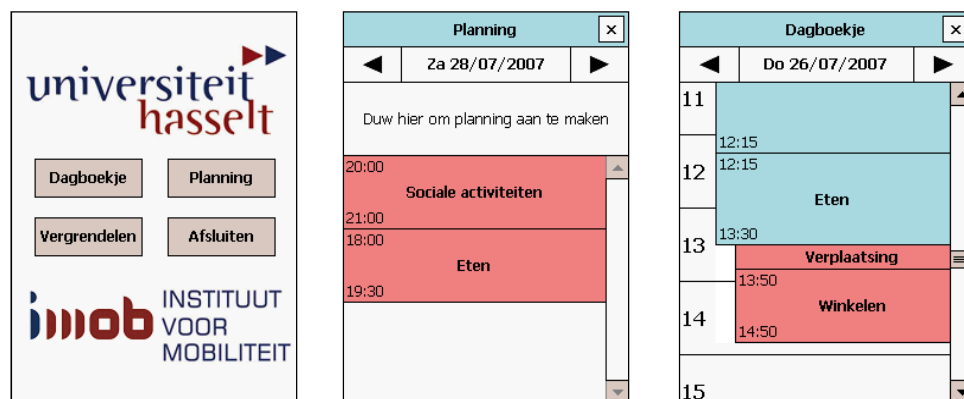 universiteit
hasselt
Dagboekje Planning
Vergrendelen Afsluiten
imob INSTITUUT
VOOR
MOBILITEIT
Planning
Za 28/07/2007
Duw hier om planning aan te maken
20:00
Sociale activiteiten
21:00
18:00
Eten
19:30
Dagboekje
Do 26/07/2007
11
12:15
12:15
12
Eten
13:30
13
Verplaatsing
13:50
Winkelen
14
14:50
15